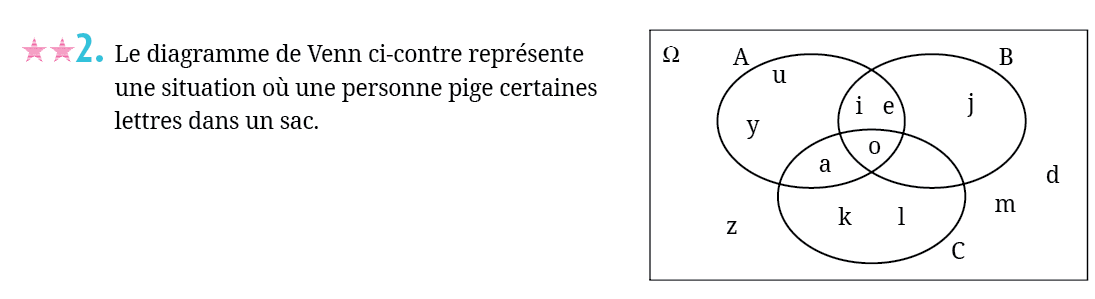 2. Le diagramme de Venn ci-contre représente
une situation où une personne pige certaines
lettres dans un sac.
Ω
A
B
u
i e
j
y
o
a
d
m
k l
z
C